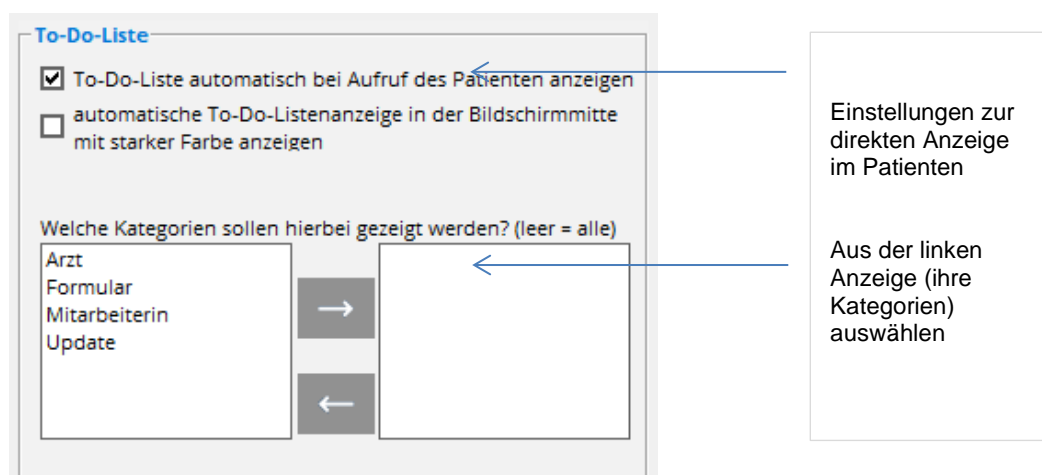 To-Do-Liste
To-Do-Liste automatisch bei Aufruf des Patienten anzeigen
automatische To-Do-Listenanzeige in der Bildschirmmitte
mit starker Farbe anzeigen
Welche Kategorien sollen hierbei gezeigt werden? (leer = alle)
Arzt
Formular
Mitarbeiterin
Update
→
←
Einstellungen zur
direkten Anzeige
im Patienten
Aus der linken
Anzeige (ihre
Kategorien)
auswählen